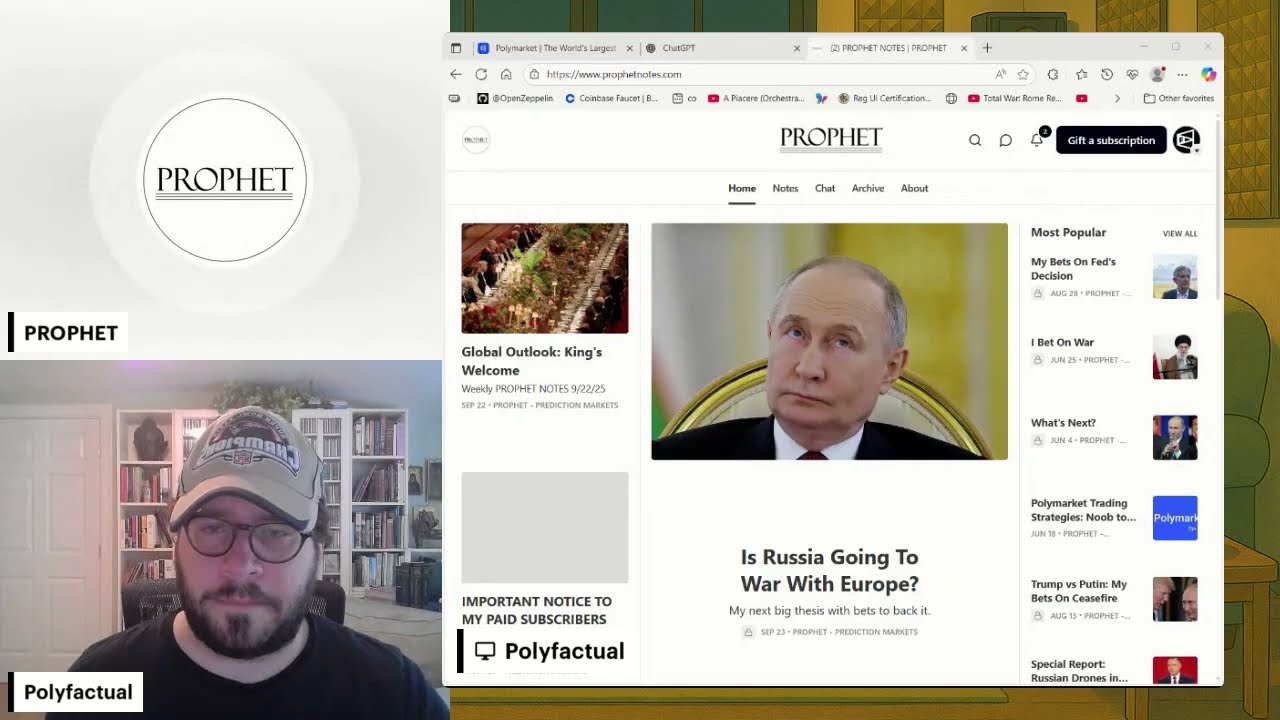 PROPHET
PROPHET
Polyfactual
Polymarket | The World's Largest
ChatGPT
(2) PROPHET NOTES | PROPHET
https://www.prophetnotes.com
@OpenZeppelin
Coinbase Faucet | B...
co
A Piacere (Orchestra...
Reg UI Certification...
Total War: Rome Re...
Other favorites
PROPHET
PROPHET
2
Gift a subscription
Home
Notes
Chat
Archive
About
Global Outlook: King's
Welcome
Weekly PROPHET NOTES 9/22/25
SEP 22 • PROPHET - PREDICTION MARKETS
IMPORTANT NOTICE TO
MY PAID SUBSCRIBERS
Polyfactual
Is Russia Going To
War With Europe?
My next big thesis with bets to back it.
SEP 23 • PROPHET - PREDICTION MARKETS
Most Popular
VIEW ALL
My Bets On Fed's
Decision
AUG 28 • PROPHET -...
I Bet On War
JUN 25 • PROPHET -...
What's Next?
JUN 4 • PROPHET -...
Polymarket Trading
Strategies: Noob to...
JUN 18 • PROPHET -...
Polymark
Trump vs Putin: My
Bets On Ceasefire
AUG 13 • PROPHET -...
Special Report:
Russian Drones in...